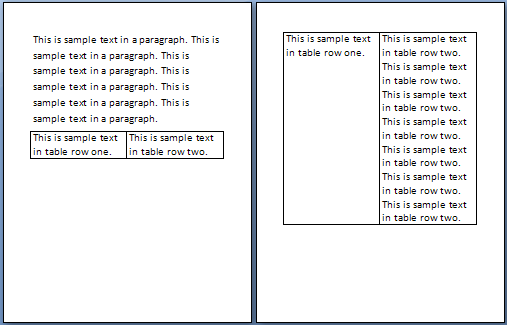 This is sample text in a paragraph. This is
sample text in a paragraph. This is
sample text in a paragraph. This is
sample text in a paragraph. This is
sample text in a paragraph. This is
sample text in a paragraph.
This is sample text
in table row one.
This is sample text
in table row two.
This is sample text
in table row one.
This is sample text
in table row two.
This is sample text
in table row two.
This is sample text
in table row two.
This is sample text
in table row two.
This is sample text
in table row two.
This is sample text
in table row two.
This is sample text
in table row two.